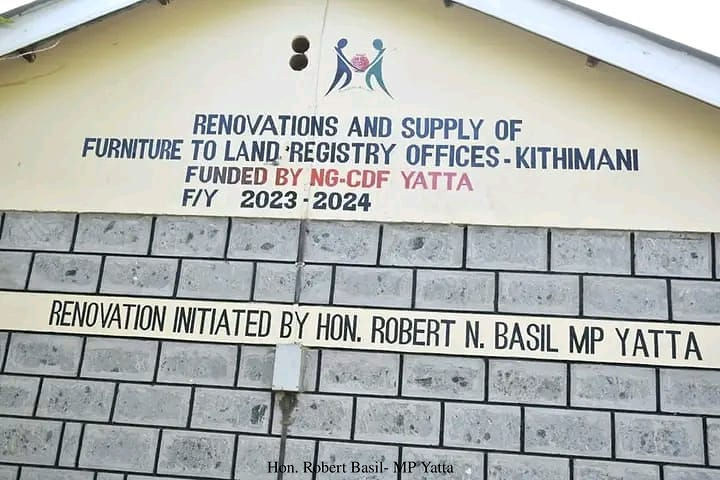 RENOVATIONS AND SUPPLY OF
FURNITURE TO LAND REGISTRY OFFICES - KITHIMANI
FUNDED BY NG-CDF YATTA
F/Y 2023 - 2024
RENOVATION INITIATED BY HON. ROBERT N. BASIL MP YATTA
Hon. Robert Basil- MP Yatta